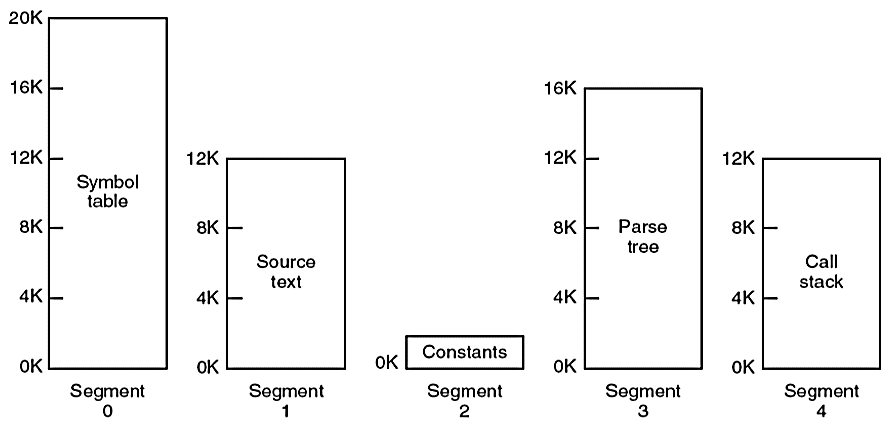 20K
16K
12K
8K
4K
0K
Symbol
table
Segment
0
12K
8K
4K
0K
Source
text
Segment
1
0K
Constants
Segment
2
16K
12K
8K
4K
0K
Parse
tree
Segment
3
12K
8K
4K
0K
Call
stack
Segment
4